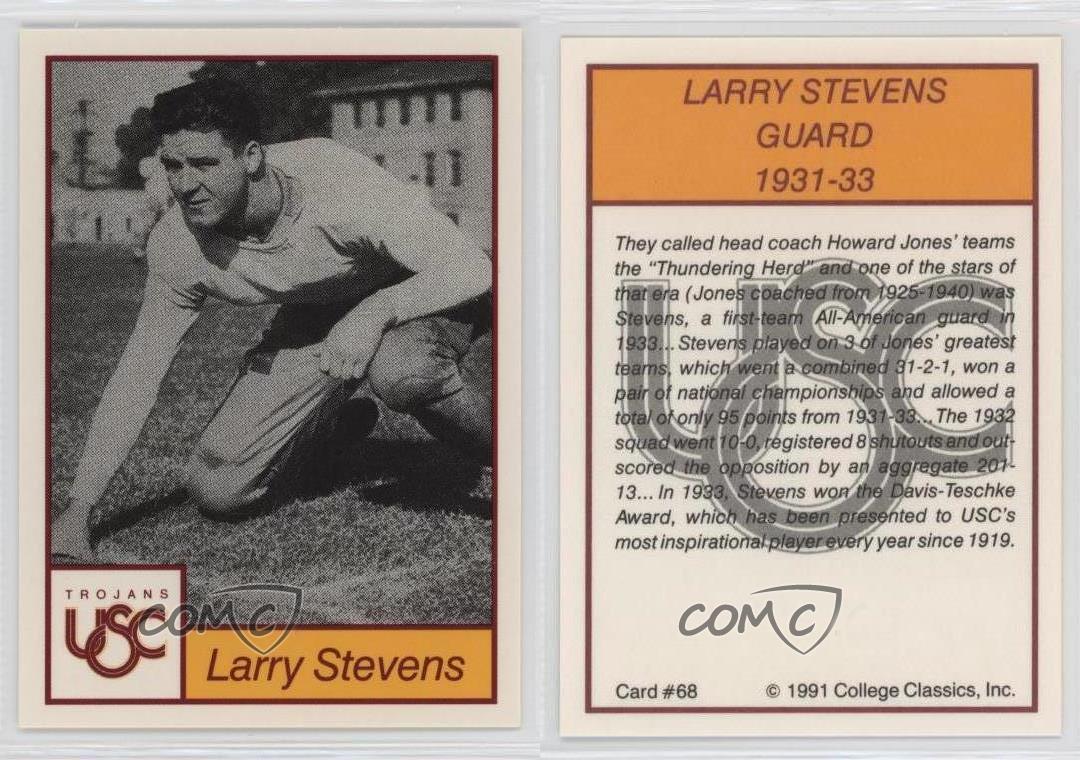 TROJANS
USC
COMC
Larry Stevens
LARRY STEVENS
GUARD
1931-33
They called head coach Howard Jones' teams
the "Thundering Herd" and one of the stars of
that era (Jones coached from 1925-1940) was
Stevens, a first-team All-American guard in
1933... Stevens played on 3 of Jones' greatest
teams, which went a combined 31-2-1, won a
pair of national championships and allowed a
total of only 95 points from 1931-33... The 1932
squad went 10-0, registered 8 shutouts and out-
scored the opposition by an aggregate 201-
13... In 1933, Stevens won the Davis-Teschke
Award, which has been presented to USC's
most inspirational player every year since 1919.
USC
COMC
Card #68 © 1991 College Classics, Inc.